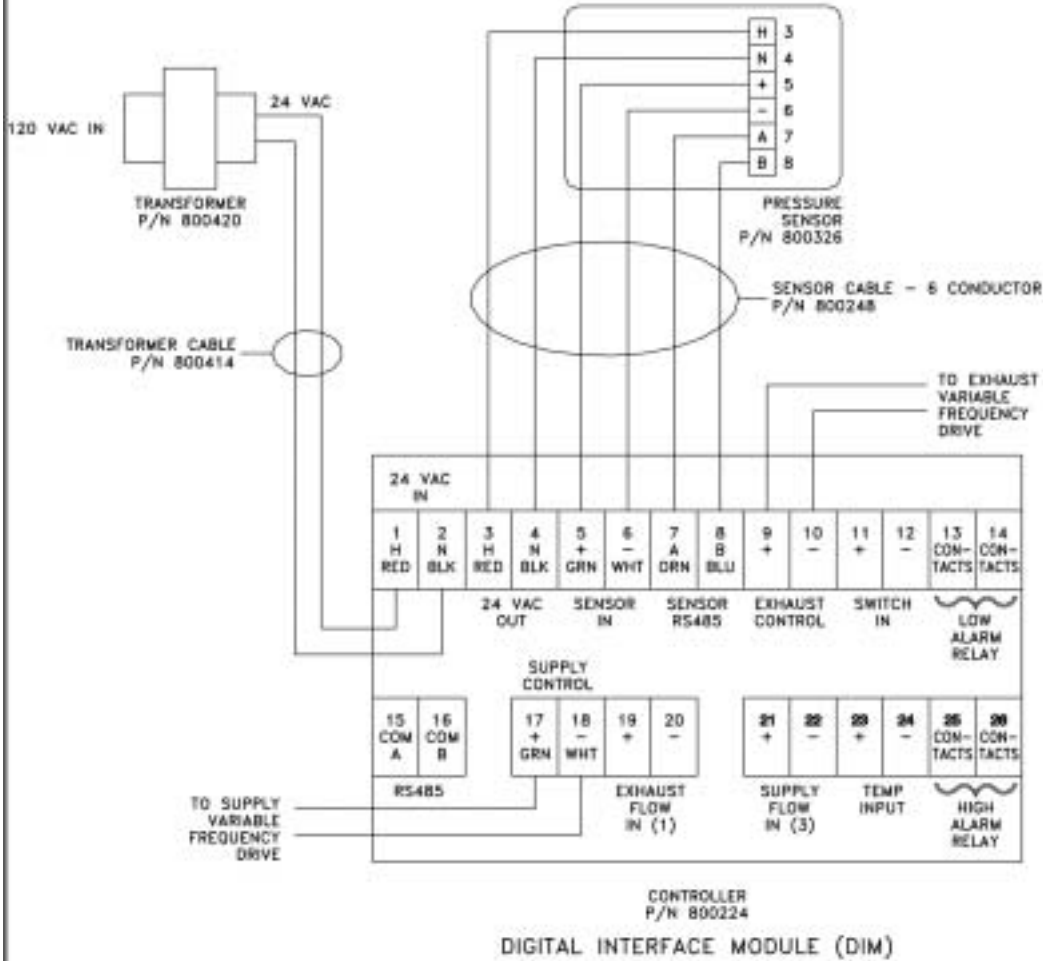 H 3
N 4
+ 5
- 6
A 7
B 8
24 VAC
120 VAC IN
TRANSFORMER
P/N 800420
PRESSURE
SENSOR
P/N 800326
SENSOR CABLE - 6 CONDUCTOR
P/N 800248
TRANSFORMER CABLE
P/N 800414
TO EXHAUST
VARIABLE
FREQUENCY
DRIVE
24 VAC
IN
1 2 3 4 5 6 7 8 9 10 11 12 13 14
H N H N + - A B + - + - CON- CON-
RED BLK RED BLK GRN WHT ORN BLU TACTS TACTS
24 VAC
OUT
SENSOR
IN
SENSOR
RS485
EXHAUST
CONTROL
SWITCH
IN
LOW
ALARM
RELAY
SUPPLY
CONTROL
15 16 17 18 19 20 21 22 23 24 25 26
COM COM + - + - + - + - CON- CON-
A B GRN WHT TACTS TACTS
RS485
EXHAUST
FLOW
IN (1)
SUPPLY
FLOW
IN (3)
TEMP
INPUT
HIGH
ALARM
RELAY
TO SUPPLY
VARIABLE
FREQUENCY
DRIVE
CONTROLLER
P/N 800224
DIGITAL INTERFACE MODULE (DIM)